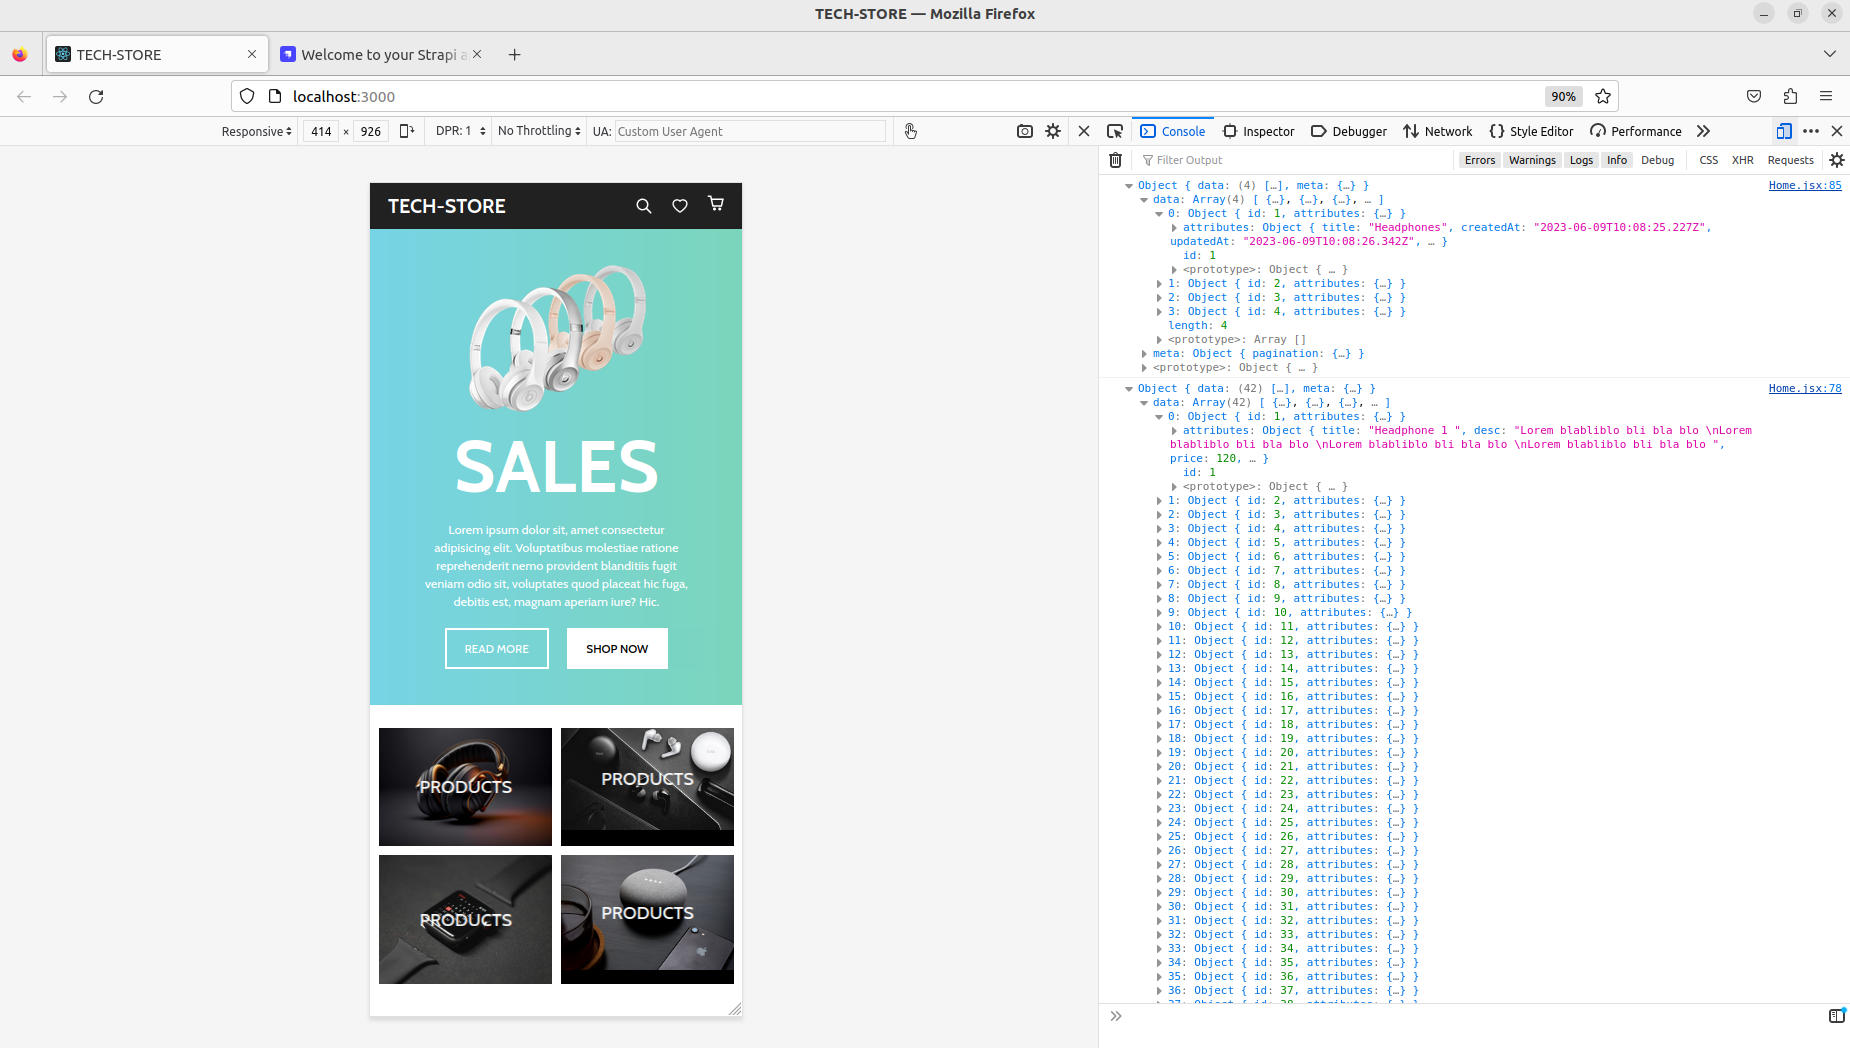 TECH-STORE — Mozilla Firefox
TECH-STORE
Welcome to your Strapi a
localhost:3000
90%
Responsive
414 × 926
DPR: 1
No Throttling
UA: Custom User Agent
Console
Inspector
Debugger
Network
Style Editor
Performance
Filter Output
Errors
Warnings
Logs
Info
Debug
CSS
XHR
Requests
TECH-STORE
SALES
Lorem ipsum dolor sit, amet consectetur
adipisicing elit. Voluptatibus molestiae ratione
reprehenderit nemo provident blanditiis fugit
veniam odio sit, voluptates quod placeat hic fuga,
debitis est, magnam aperiam iure? Hic.
READ MORE
SHOP NOW
PRODUCTS
PRODUCTS
PRODUCTS
PRODUCTS
Object { data: (4) […], meta: {…} }
Home.jsx:85
data: Array(4) [ {…}, {…}, {…}, … ]
0: Object { id: 1, attributes: {…} }
attributes: Object { title: "Headphones", createdAt: "2023-06-09T10:08:25.227Z",
updatedAt: "2023-06-09T10:08:26.342Z", … }
id: 1
<prototype>: Object { … }
1: Object { id: 2, attributes: {…} }
2: Object { id: 3, attributes: {…} }
3: Object { id: 4, attributes: {…} }
length: 4
<prototype>: Array []
meta: Object { pagination: {…} }
<prototype>: Object { … }
Object { data: (42) […], meta: {…} }
Home.jsx:78
data: Array(42) [ {…}, {…}, {…}, … ]
0: Object { id: 1, attributes: {…} }
attributes: Object { title: "Headphone 1 ", desc: "Lorem blabliblo bli bla blo \nLorem
blabliblo bli bla blo \nLorem blabliblo bli bla blo \nLorem blabliblo bli bla blo ",
price: 120, … }
id: 1
<prototype>: Object { … }
1: Object { id: 2, attributes: {…} }
2: Object { id: 3, attributes: {…} }
3: Object { id: 4, attributes: {…} }
4: Object { id: 5, attributes: {…} }
5: Object { id: 6, attributes: {…} }
6: Object { id: 7, attributes: {…} }
7: Object { id: 8, attributes: {…} }
8: Object { id: 9, attributes: {…} }
9: Object { id: 10, attributes: {…} }
10: Object { id: 11, attributes: {…} }
11: Object { id: 12, attributes: {…} }
12: Object { id: 13, attributes: {…} }
13: Object { id: 14, attributes: {…} }
14: Object { id: 15, attributes: {…} }
15: Object { id: 16, attributes: {…} }
16: Object { id: 17, attributes: {…} }
17: Object { id: 18, attributes: {…} }
18: Object { id: 19, attributes: {…} }
19: Object { id: 20, attributes: {…} }
20: Object { id: 21, attributes: {…} }
21: Object { id: 22, attributes: {…} }
22: Object { id: 23, attributes: {…} }
23: Object { id: 24, attributes: {…} }
24: Object { id: 25, attributes: {…} }
25: Object { id: 26, attributes: {…} }
26: Object { id: 27, attributes: {…} }
27: Object { id: 28, attributes: {…} }
28: Object { id: 29, attributes: {…} }
29: Object { id: 30, attributes: {…} }
30: Object { id: 31, attributes: {…} }
31: Object { id: 32, attributes: {…} }
32: Object { id: 33, attributes: {…} }
33: Object { id: 34, attributes: {…} }
34: Object { id: 35, attributes: {…} }
35: Object { id: 36, attributes: {…} }
36: Object { id: 37, attributes: {…} }